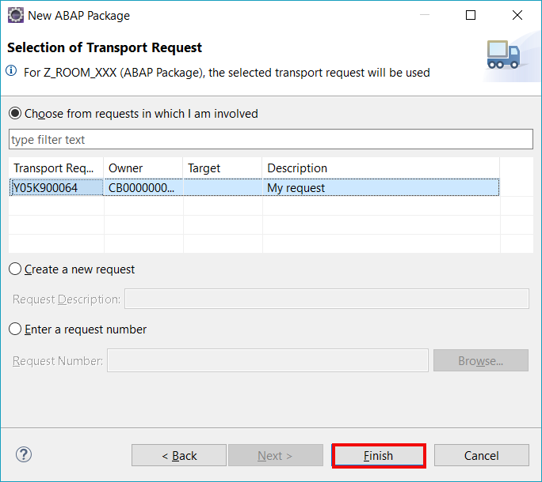 New ABAP Package
Selection of Transport Request
For Z_ROOM_XXX (ABAP Package), the selected transport request will be used
Choose from requests in which I am involved
type filter text
Transport Req... Owner Target Description
Y05K900064 CB0000000... My request
Create a new request
Request Description:
Enter a request number
Request Number: Browse...
? < Back Next > Finish Cancel